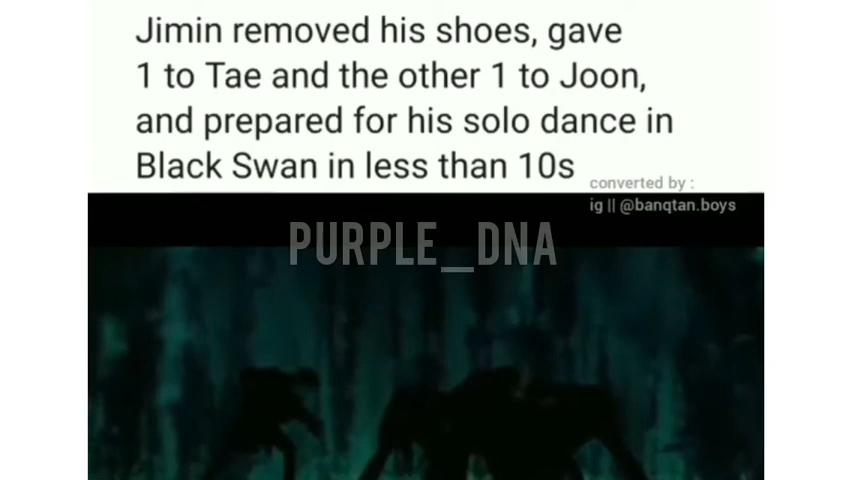 Jimin removed his shoes, gave
1 to Tae and the other 1 to Joon,
and prepared for his solo dance in
Black Swan in less than 10s
converted by :
ig || @banqtan.boys
PURPLE_DNA